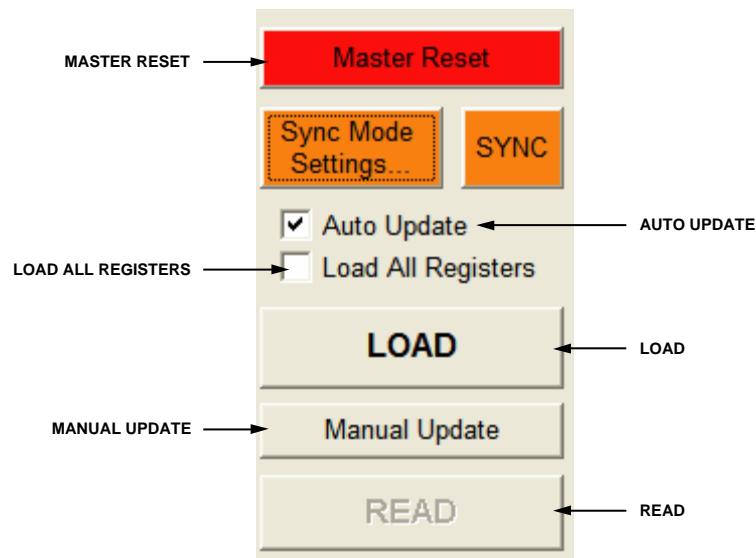 MASTER RESET
Master Reset
Sync Mode
Settings...
SYNC
Auto Update
AUTO UPDATE
LOAD ALL REGISTERS
Load All Registers
LOAD
LOAD
MANUAL UPDATE
Manual Update
READ
READ